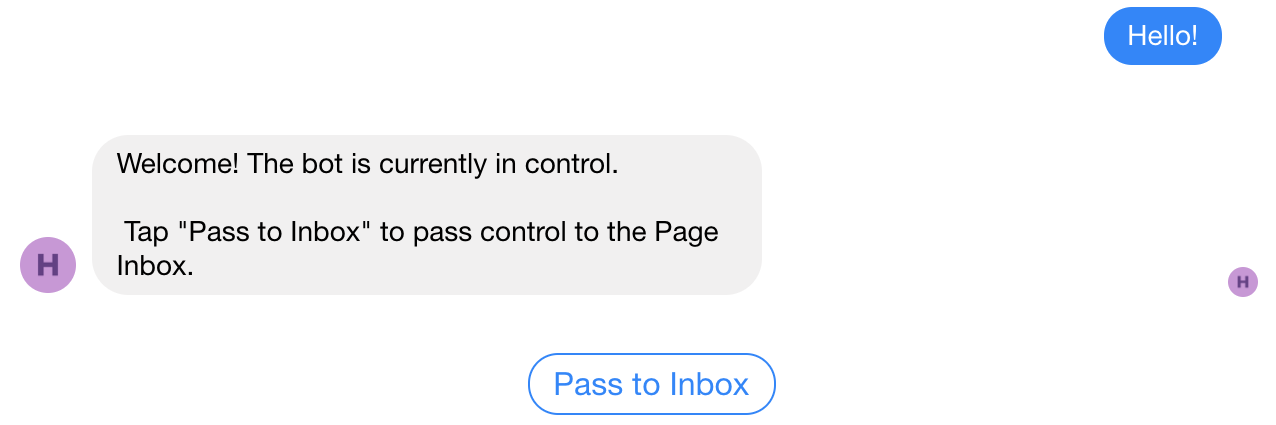 Hello!
Welcome! The bot is currently in control.
Tap "Pass to Inbox" to pass control to the Page
Inbox.
H
H
Pass to Inbox